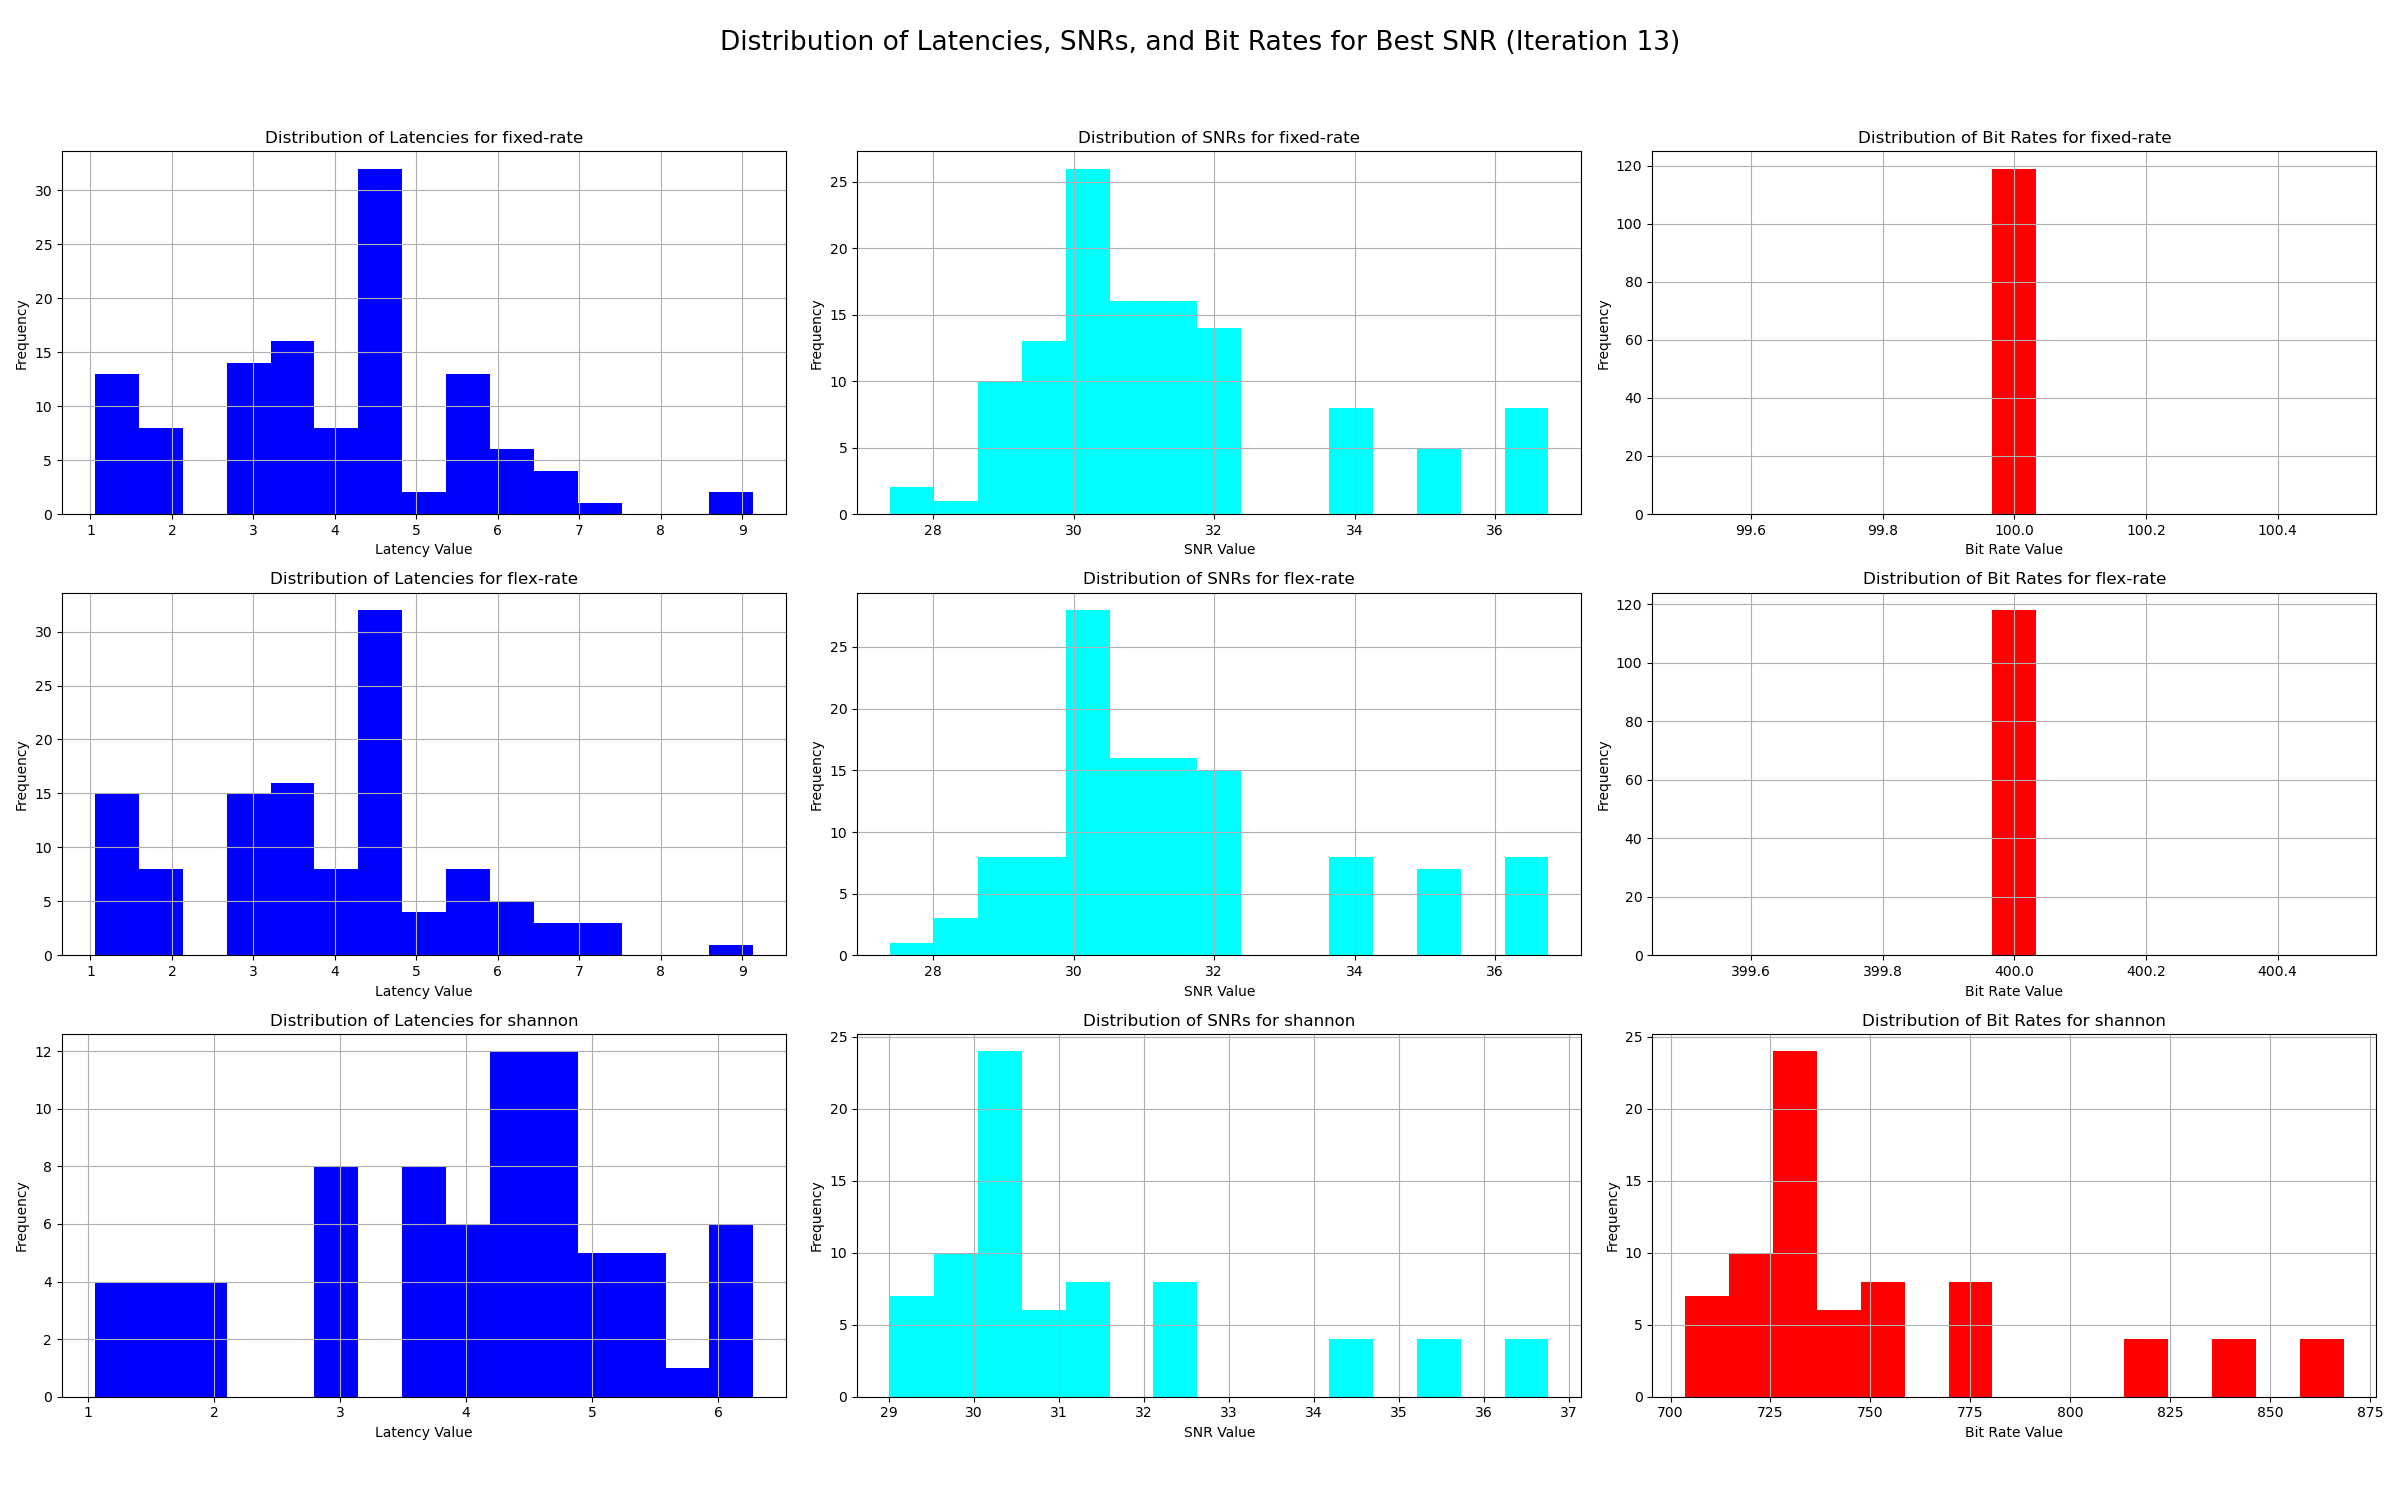 Distribution of Latencies, SNRs, and Bit Rates for Best SNR (Iteration 13)
Distribution of Latencies for fixed-rate
Frequency
30
25
20
15
10
5
0
1 2 3 4 5 6 7 8 9
Latency Value
Distribution of SNRs for fixed-rate
Frequency
25
20
15
10
5
0
28 30 32 34 36
SNR Value
Distribution of Bit Rates for fixed-rate
Frequency
120
100
80
60
40
20
0
99.6 99.8 100.0 100.2 100.4
Bit Rate Value
Distribution of Latencies for flex-rate
Frequency
30
25
20
15
10
5
0
1 2 3 4 5 6 7 8 9
Latency Value
Distribution of SNRs for flex-rate
Frequency
25
20
15
10
5
0
28 30 32 34 36
SNR Value
Distribution of Bit Rates for flex-rate
Frequency
120
100
80
60
40
20
0
399.6 399.8 400.0 400.2 400.4
Bit Rate Value
Distribution of Latencies for shannon
Frequency
12
10
8
6
4
2
0
1 2 3 4 5 6
Latency Value
Distribution of SNRs for shannon
Frequency
25
20
15
10
5
0
29 30 31 32 33 34 35 36 37
SNR Value
Distribution of Bit Rates for shannon
Frequency
25
20
15
10
5
0
700 725 750 775 800 825 850 875
Bit Rate Value